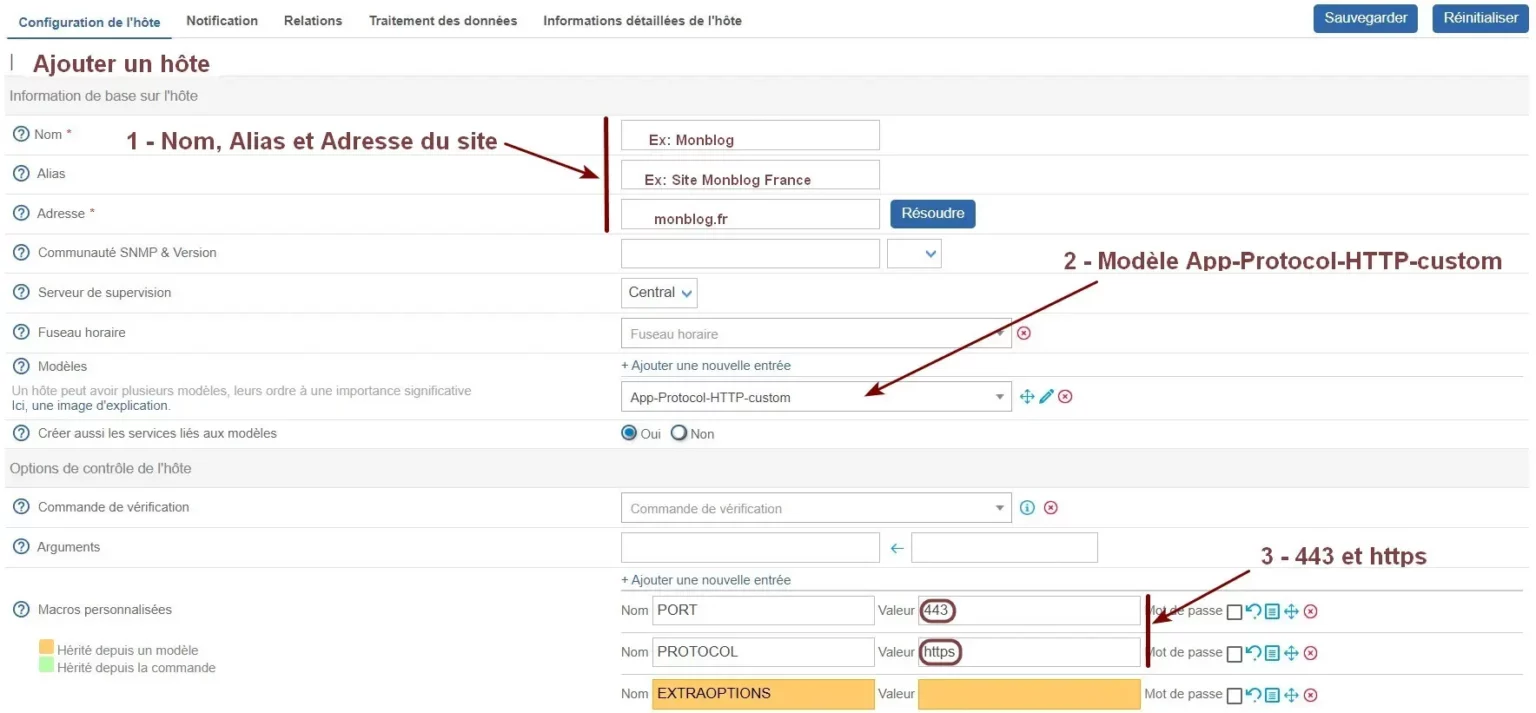 Configuration de l'hôte Notification Relations Traitement des données Informations détaillées de l'hôte Sauvegarder Réinitialiser
| Ajouter un hôte
Information de base sur l'hôte
Nom * 1 - Nom, Alias et Adresse du site Ex: Monblog
Alias Ex: Site Monblog France
Adresse * monblog.fr Résoudre
Communauté SNMP & Version
2 - Modèle App-Protocol-HTTP-custom
Serveur de supervision Central
Fuseau horaire Fuseau horaire
Modèles + Ajouter une nouvelle entrée
Un hôte peut avoir plusieurs modèles, leurs ordre à une importance significative
Ici, une image d'explication.
App-Protocol-HTTP-custom
Créer aussi les services liés aux modèles Oui Non
Options de contrôle de l'hôte
Commande de vérification Commande de vérification
Arguments
3 - 443 et https
+ Ajouter une nouvelle entrée
Macros personnalisées Nom PORT Valeur 443 Mot de passe
Hérité depuis un modèle
Hérité depuis la commande
Nom PROTOCOL Valeur https Mot de passe
Nom EXTRAOPTIONS Valeur Mot de passe